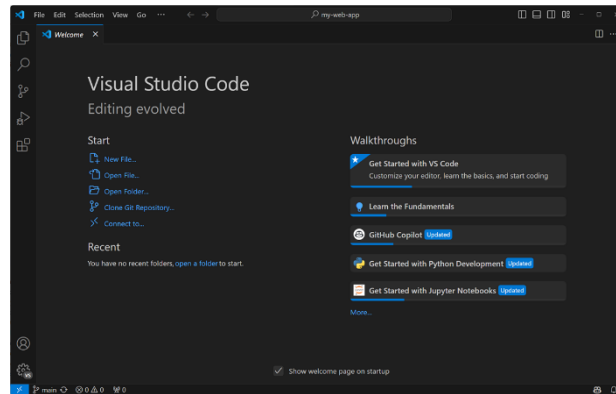 File Edit Selection View Go ··· my-web-app
Welcome
Visual Studio Code
Editing evolved
Start
New File...
Open File...
Open Folder...
Clone Git Repository...
Connect to...
Recent
You have no recent folders, open a folder to start.
Walkthroughs
Get Started with VS Code
Customize your editor, learn the basics, and start coding
Learn the Fundamentals
GitHub Copilot Updated
Get Started with Python Development Updated
Get Started with Jupyter Notebooks Updated
More...
Show welcome page on startup
main 0 0 0